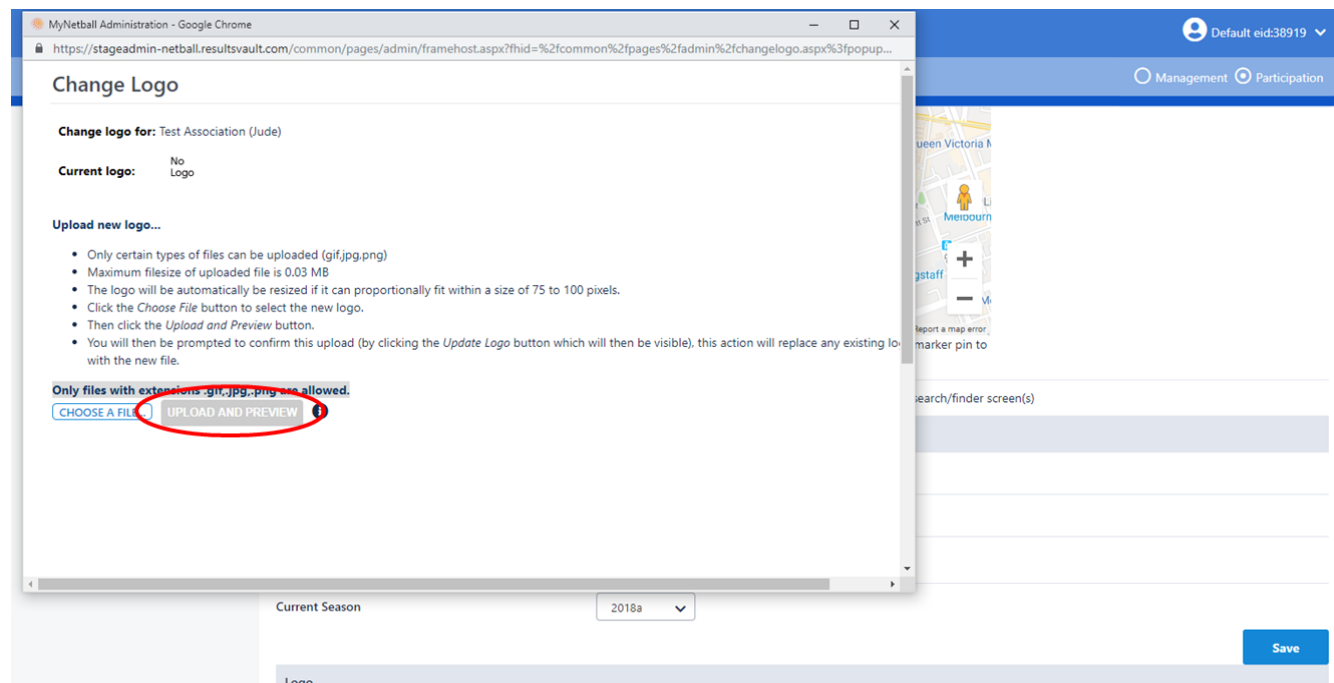 MyNetball Administration - Google Chrome
https://stageadmin-netball.resultsvault.com/common/pages/admin/framehost.aspx?fhid=%2fcommon%2fpages%2fadmin%2fchangelogo.aspx%3fpopup...
Default eid:38919
Management Participation
Change Logo
Change logo for: Test Association (Jude)
Current logo: No
Logo
Upload new logo...
• Only certain types of files can be uploaded (gif,jpg,png)
• Maximum filesize of uploaded file is 0.03 MB
• The logo will be automatically be resized if it can proportionally fit within a size of 75 to 100 pixels.
• Click the Choose File button to select the new logo.
• Then click the Upload and Preview button.
• You will then be prompted to confirm this upload (by clicking the Update Logo button which will then be visible), this action will replace any existing lo
with the new file.
Only files with extensions .gif,.jpg,.png are allowed.
CHOOSE A FILE... UPLOAD AND PREVIEW i
ueen Victoria M
Melbourn
gstaff
+
−
Report a map error
marker pin to
search/finder screen(s)
Current Season 2018a
Save
Logo